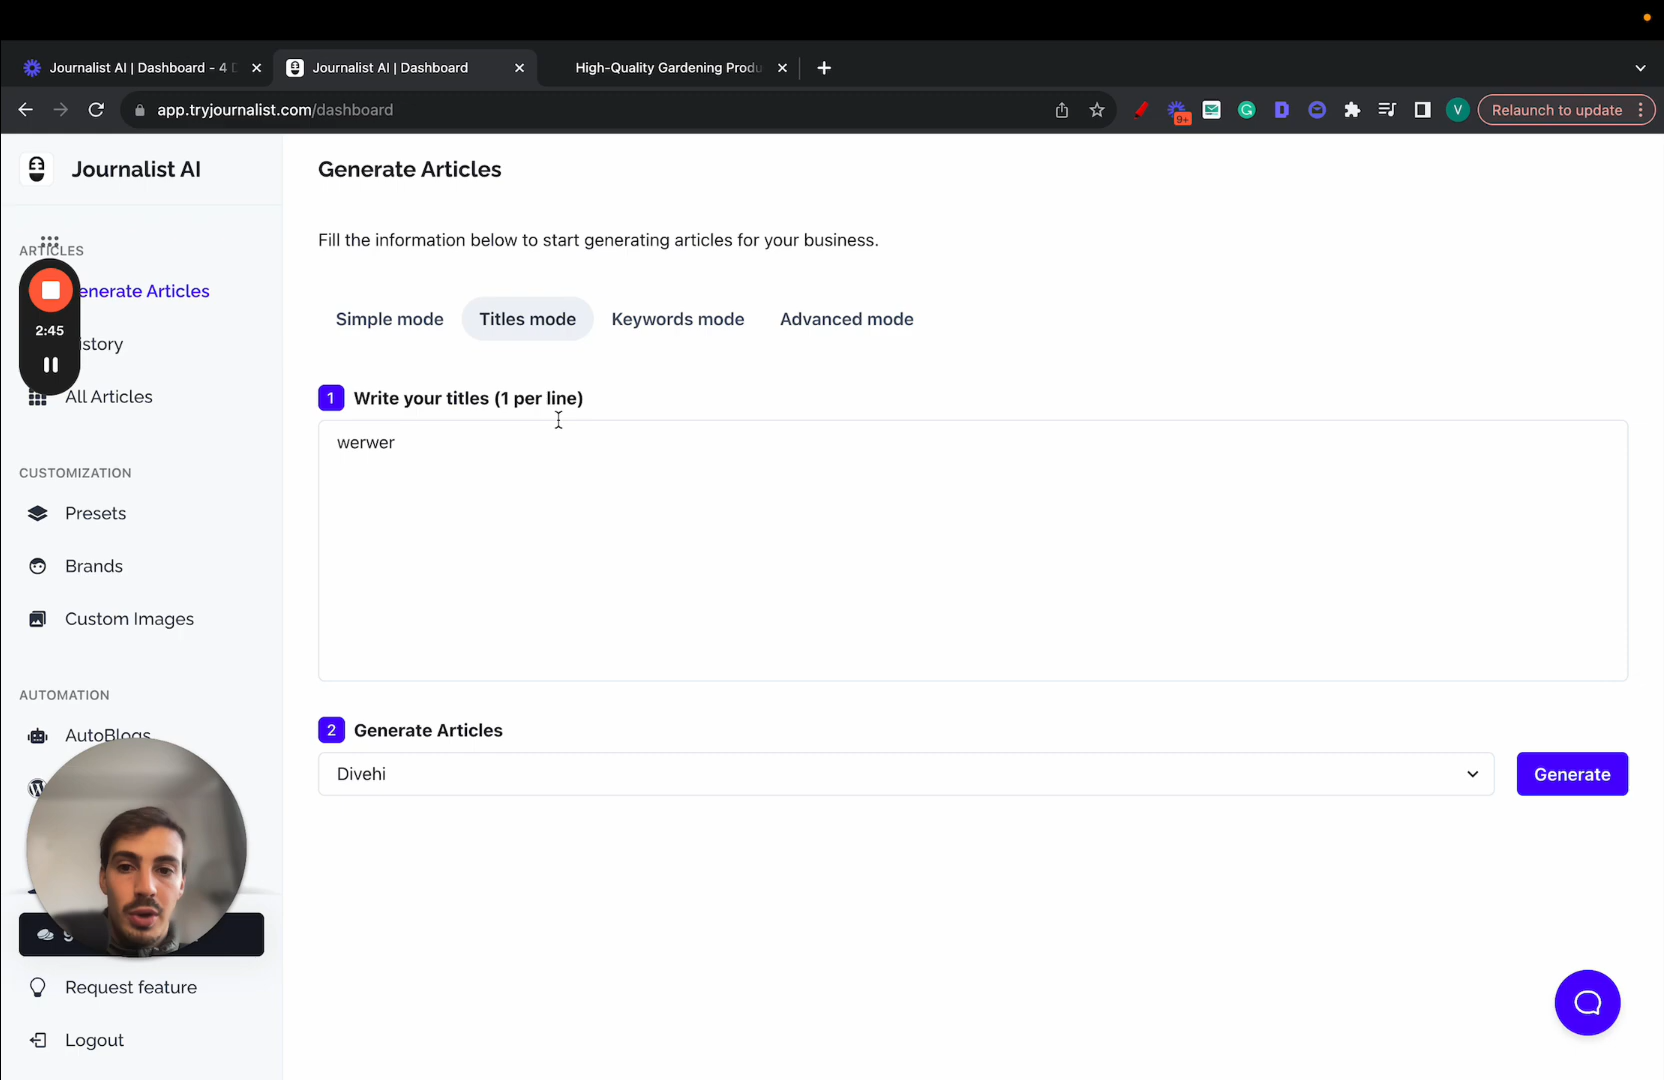 Journalist AI | Dashboard - 4
Journalist AI | Dashboard
High-Quality Gardening Produ
app.tryjournalist.com/dashboard
9+
G
D
V
Relaunch to update
Journalist AI
Generate Articles
Fill the information below to start generating articles for your business.
ARTICLES
enerate Articles
2:45
istory
All Articles
Simple mode
Titles mode
Keywords mode
Advanced mode
1
Write your titles (1 per line)
werwer
CUSTOMIZATION
Presets
Brands
Custom Images
AUTOMATION
AutoBlogs
2
Generate Articles
Divehi
Generate
Request feature
Logout